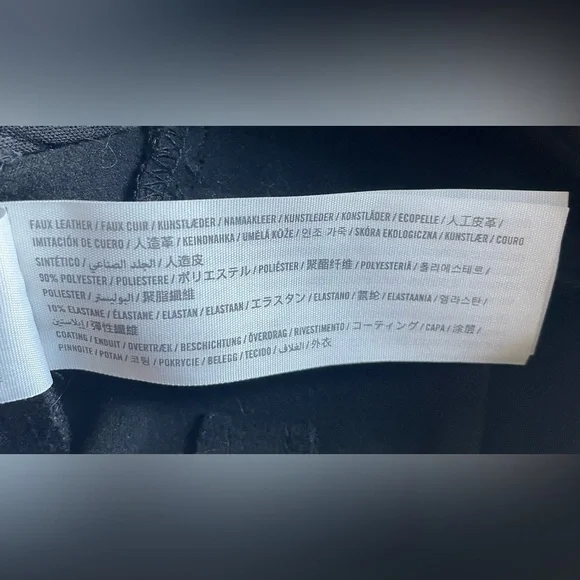 FAUX LEATHER / FAUX CUIR / KUNSTLÆDER / NAMAAKLEER / KUNSTLEDER / KONSTLÄDER / ECOPELLE / 人工皮革 /
IMITACIÓN DE CUERO / 人造革 / KEINONAHKA / UMĚLÁ KŮŽE / 인조 가죽 / SKÓRA EKOLOGICZNA / KUNSTLÆR / COURO
SINTÉTICO / الجلد الصناعي / 人造皮
90% POLYESTER / POLIESTERE / ポリエステル / POLIÉSTER / 聚酯纤维 / POLYESTERIÄ / 폴리에스테르 /
POLIESTER / البوليستر / 聚脂纖維
10% ELASTANE / ÉLASTANE / ELASTAN / ELASTAAN / エラスタン / ELASTANO / 氨纶 / ELASTAANIA / 엘라스탄 /
إيلاستين / 彈性纖維
COATING / ENDUIT / OVERTRÆK / BESCHICHTUNG / ÖVERDRAG / RIVESTIMENTO / コーティング / CAPA / 涂层 /
PINNOITE / POTAH / 코팅 / POKRYCIE / BELEGG / TECIDO / الغلاف / 外衣